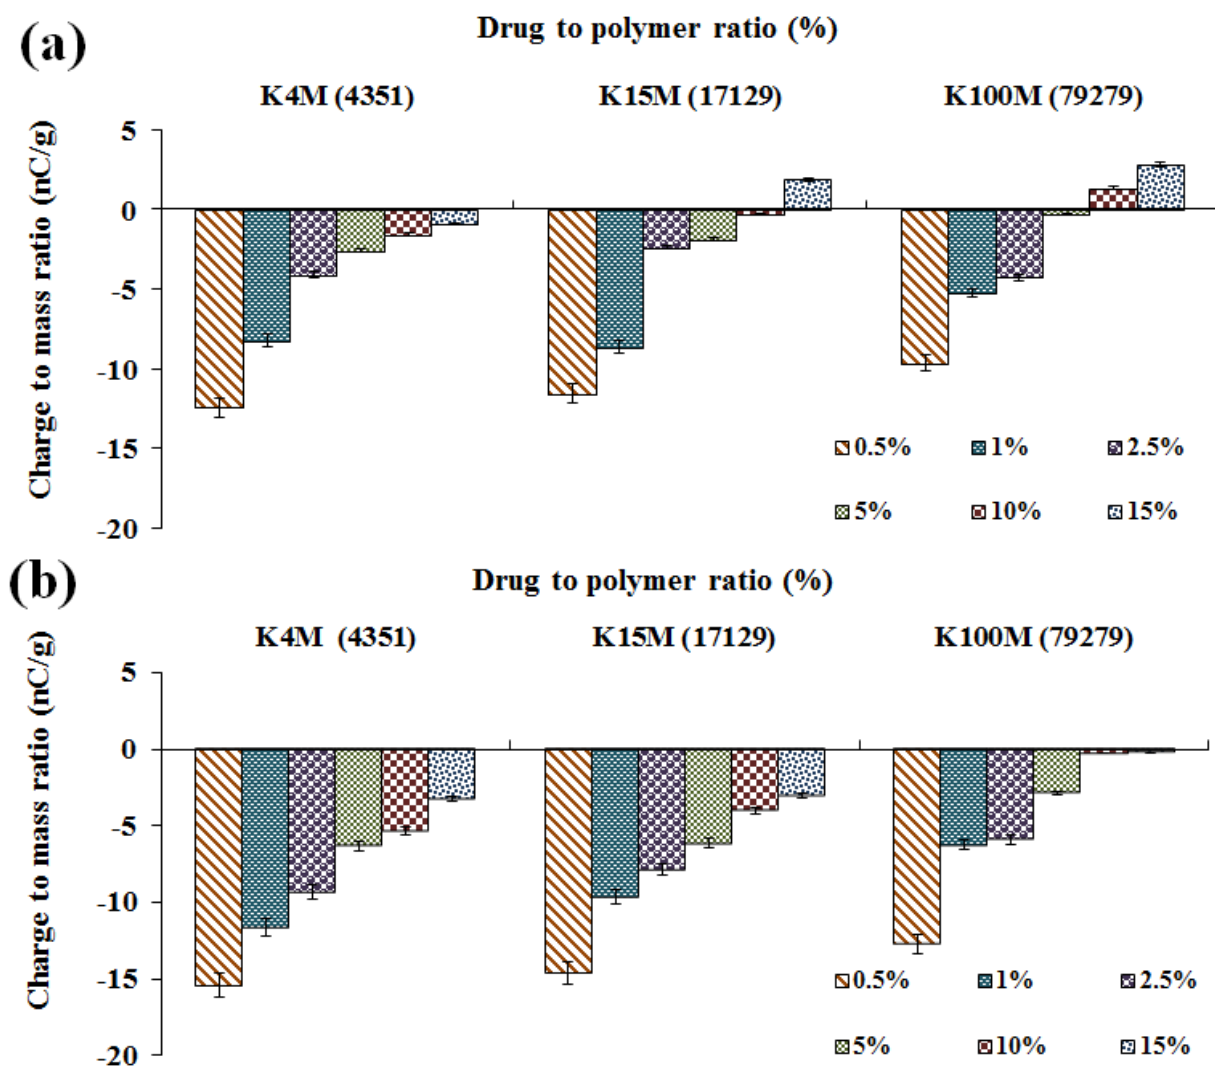 (a)
Drug to polymer ratio (%)
K4M (4351) K15M (17129) K100M (79279)
Charge to mass ratio (nC/g)
5
0
-5
-10
-15
-20
0.5% 1% 2.5%
5% 10% 15%
(b)
Drug to polymer ratio (%)
K4M (4351) K15M (17129) K100M (79279)
Charge to mass ratio (nC/g)
5
0
-5
-10
-15
-20
0.5% 1% 2.5%
5% 10% 15%